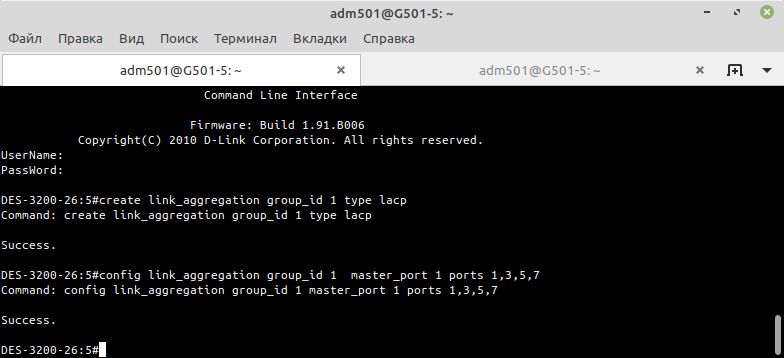 adm501@G501-5: ~
Файл Правка Вид Поиск Терминал Вкладки Справка
adm501@G501-5: ~ adm501@G501-5: ~
Command Line Interface
Firmware: Build 1.91.B006
Copyright(C) 2010 D-Link Corporation. All rights reserved.
UserName:
PassWord:
DES-3200-26:5#create link_aggregation group_id 1 type lacp
Command: create link_aggregation group_id 1 type lacp
Success.
DES-3200-26:5#config link_aggregation group_id 1  master_port 1 ports 1,3,5,7
Command: config link_aggregation group_id 1 master_port 1 ports 1,3,5,7
Success.
DES-3200-26:5#